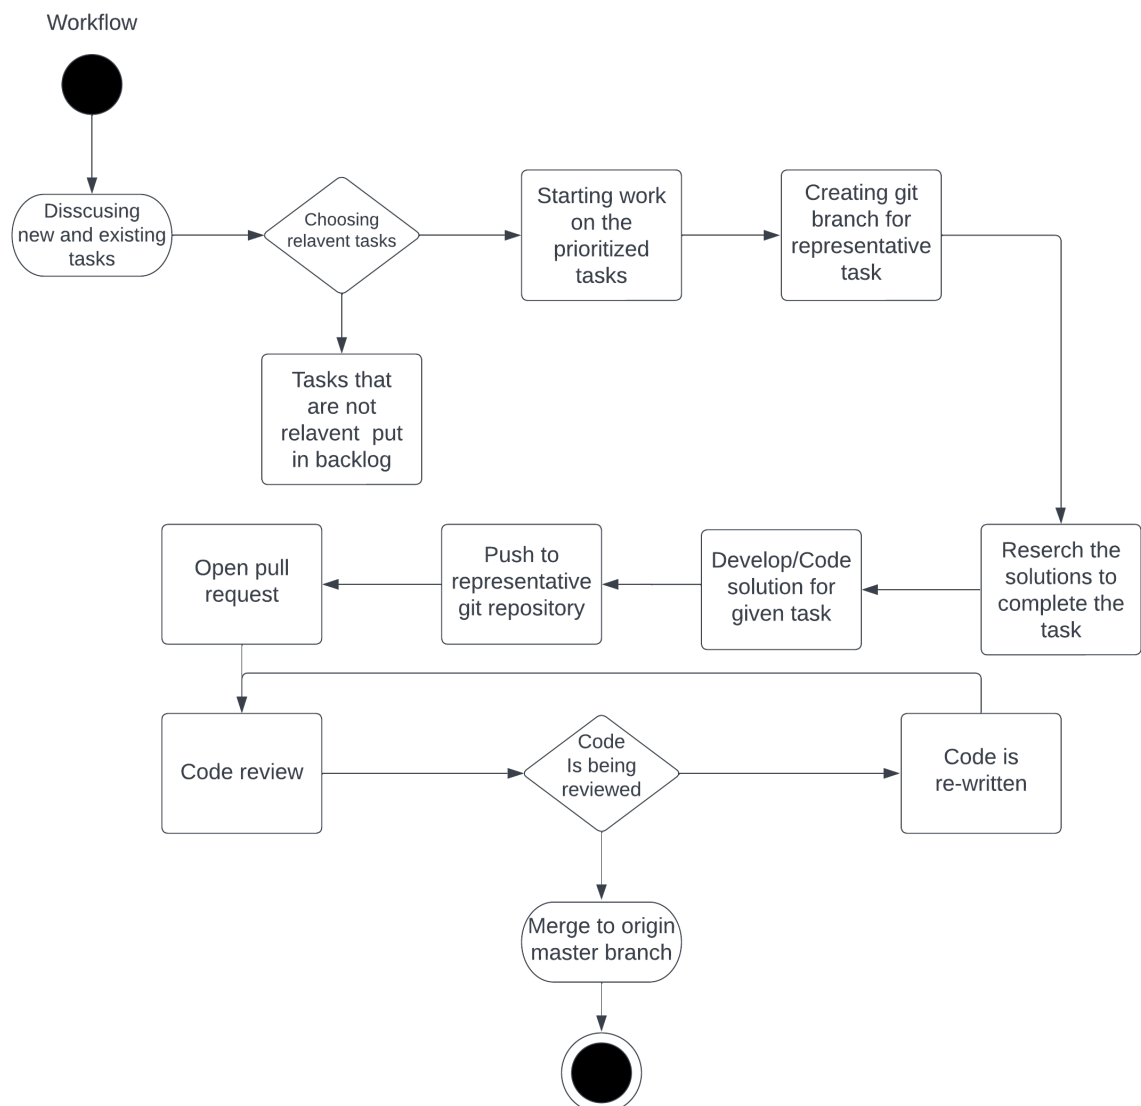 Workflow
Disscusing
new and existing
tasks
Choosing
relavent tasks
Starting work
on the
prioritized
tasks
Creating git
branch for
representative
task
Tasks that
are not
relavent  put
in backlog
Reserch the
solutions to
complete the
task
Develop/Code
solution for
given task
Push to
representative
git repository
Open pull
request
Code review
Code
Is being
reviewed
Code is
re-written
Merge to origin
master branch